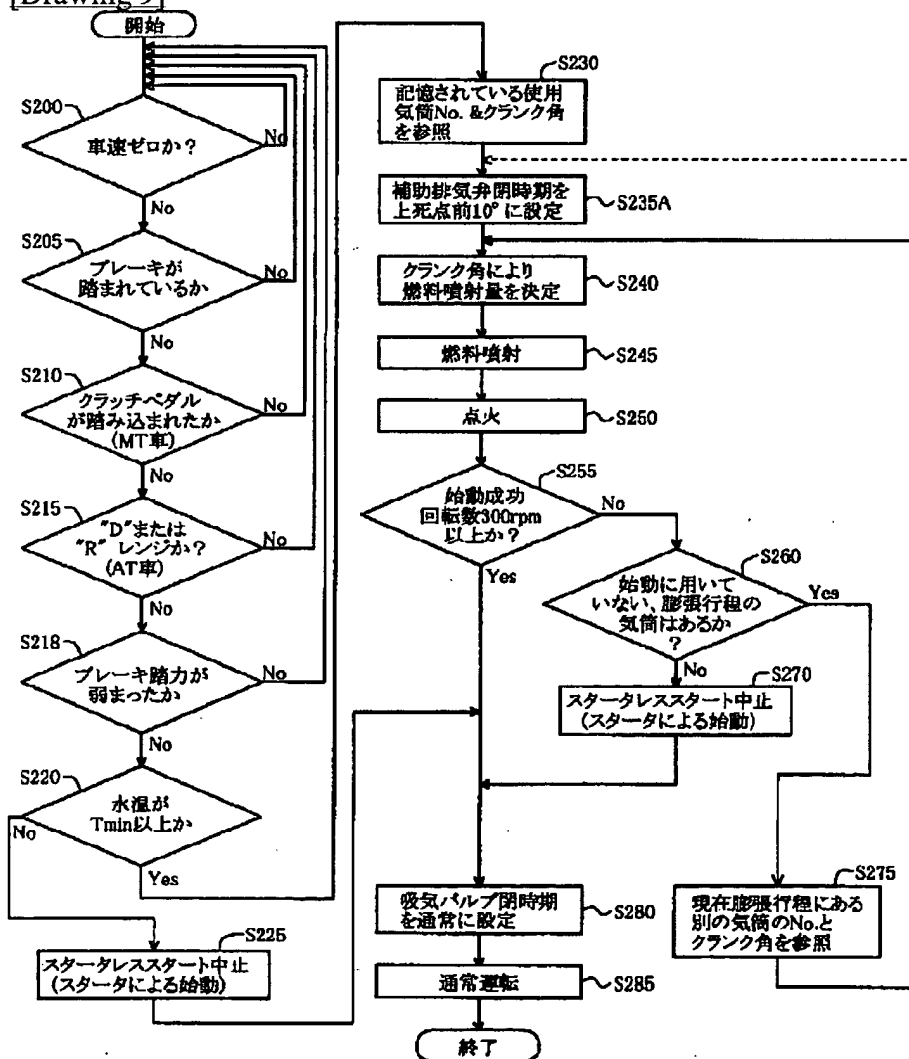 [Drawing 9]
開始
S200
車速ゼロか？
No
No
S205
ブレーキが
踏まれているか
No
No
S210
クラッチペダル
が踏み込まれたか
(MT車)
No
No
S215
"D"または
"R" レンジか？
(AT車)
No
No
S218
ブレーキ踏力が
弱まったか
No
No
S220
水温が
Tmin以上か
No
Yes
S225
スタータレススタート中止
(スタータによる始動)
S230
記憶されている使用
気筒No. &クランク角
を参照
補助排気弁閉時期を
上死点前10°に設定
S235A
クランク角により
燃料噴射量を決定
S240
燃料噴射
S245
点火
S250
S255
始動成功
回転数300rpm
以上か？
No
Yes
S260
始動に用いて
いない、膨張行程の
気筒はあるか
？
Yes
No
S270
スタータレススタート中止
(スタータによる始動)
S275
現在膨張行程にある
別の気筒のNo.と
クランク角を参照
吸気バルブ閉時期
を通常に設定
S280
通常運転
S285
終了